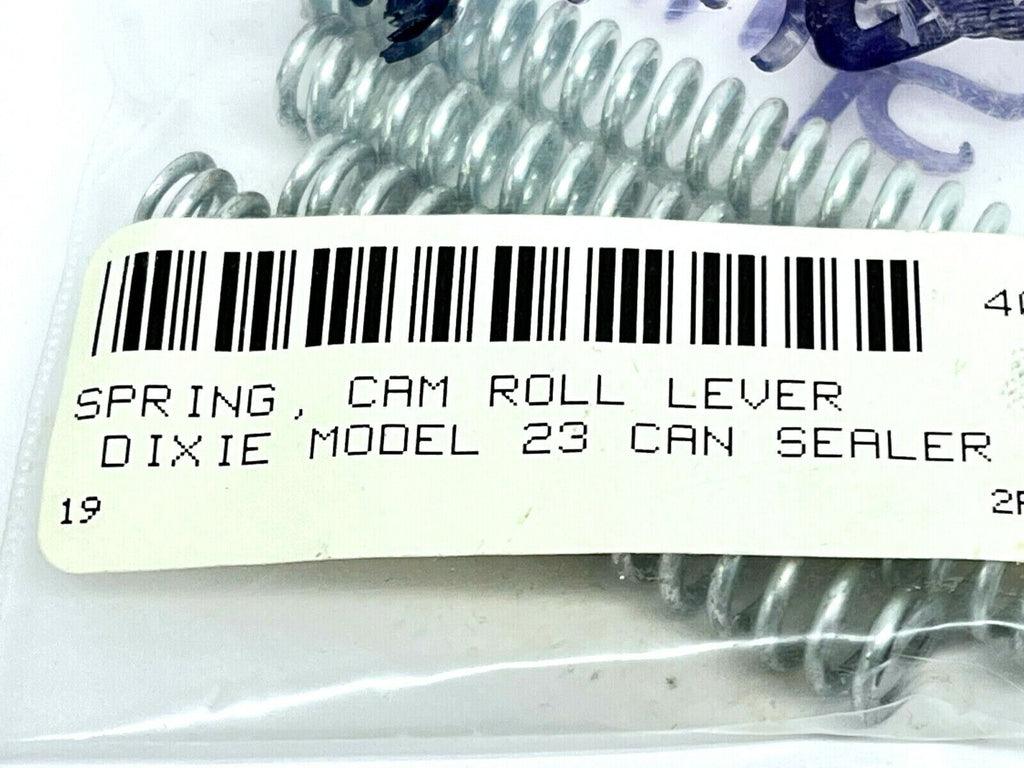 SPRING, CAM ROLL LEVER
DIXIE MODEL 23 CAN SEALER
19